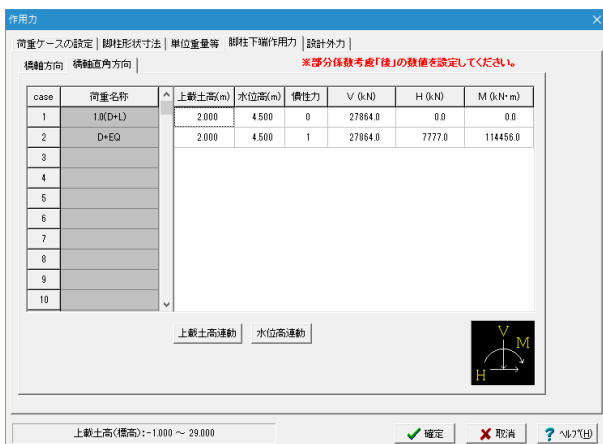 作用力
荷重ケースの設定 脚柱形状寸法 単位重量等 脚柱下端作用力 設計外力
橋軸方向 橋軸直角方向 ※部分係数考慮「後」の数値を設定してください。
case 荷重名称 上載土高(m) 水位高(m) 慣性力 V (kN) H (kN) M (kN・m)
1 1.0(D+L) 2.000 4.500 0 27864.0 0.0 0.0
2 D+EQ 2.000 4.500 1 27864.0 7777.0 114456.0
3
4
5
6
7
8
9
10
上載土高連動 水位高連動
V
M
H
上載土高(標高):-1.000 ～ 29.000 確定 取消 ? ﾍﾙﾌﾟ(H)